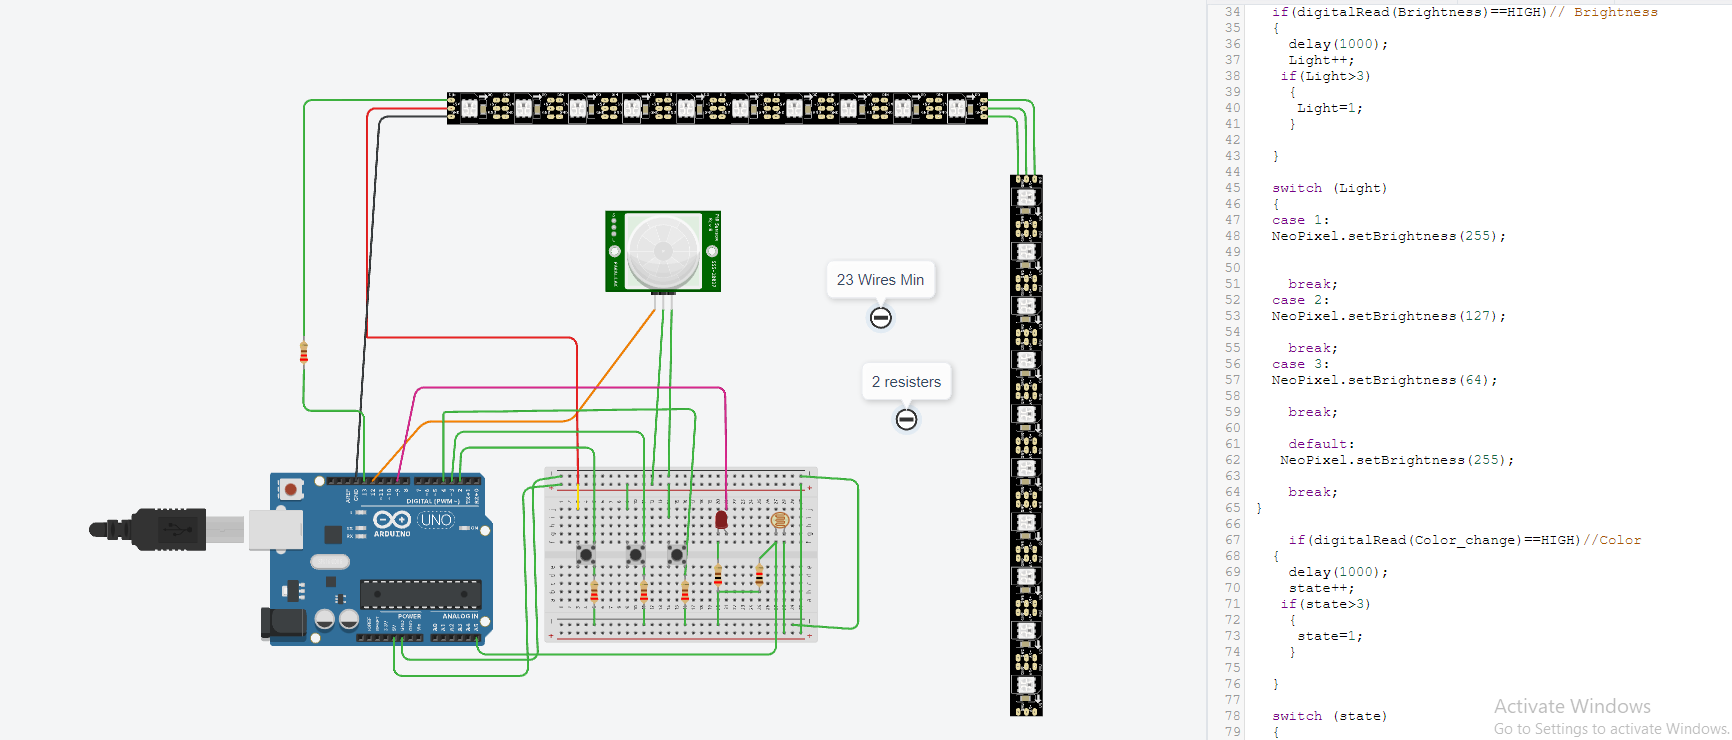 23 Wires Min
2 resisters
DIGITAL (PWM~)
UNO
ARDUINO
POWER
ANALOG IN
34 if(digitalRead(Brightness)==HIGH)// Brightness
35 {
36 delay(1000);
37 Light++;
38 if(Light>3)
39 {
40 Light=1;
41 }
42
43 }
44
45 switch (Light)
46 {
47 case 1:
48 NeoPixel.setBrightness(255);
49
50
51 break;
52 case 2:
53 NeoPixel.setBrightness(127);
54
55 break;
56 case 3:
57 NeoPixel.setBrightness(64);
58
59 break;
60
61 default:
62 NeoPixel.setBrightness(255);
63
64 break;
65 }
66
67 if(digitalRead(Color_change)==HIGH)//Color
68 {
69 delay(1000);
70 state++;
71 if(state>3)
72 {
73 state=1;
74 }
75
76 }
77
78 switch (state)
79 {
Activate Windows
Go to Settings to activate Windows.